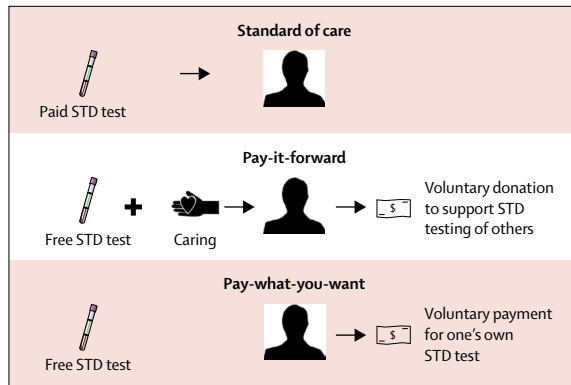 Standard of care
Paid STD test
Pay-it-forward
Free STD test
Caring
Voluntary donation
to support STD
testing of others
Pay-what-you-want
Free STD test
Voluntary payment
for one's own
STD test
$
$